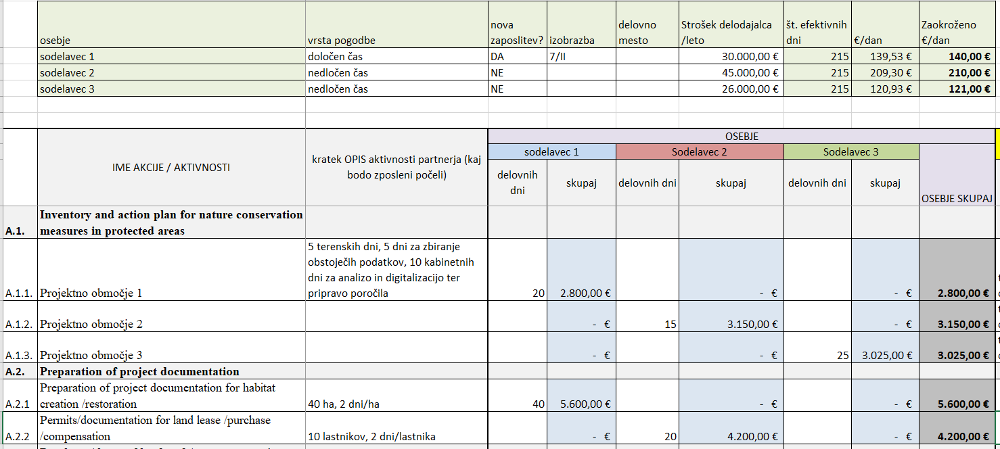 osebje vrsta pogodbe nova zaposlitev? izobrazba delovno mesto Strošek delodajalca /leto št. efektivnih dni €/dan Zaokroženo €/dan
sodelavec 1 določen čas DA 7/II 30.000,00 € 215 139,53 € 140,00 €
sodelavec 2 nedločen čas NE 45.000,00 € 215 209,30 € 210,00 €
sodelavec 3 nedločen čas NE 26.000,00 € 215 120,93 € 121,00 €
IME AKCIJE / AKTIVNOSTI
kratek OPIS aktivnosti partnerja (kaj
bodo zposleni počeli)
OSEBJE
sodelavec 1 Sodelavec 2 Sodelavec 3
delovnih
dni
skupaj delovnih dni skupaj delovnih dni skupaj
OSEBJE SKUPAJ
Inventory and action plan for nature conservation
A.1. measures in protected areas
5 terenskih dni, 5 dni za zbiranje
obstoječih podatkov, 10 kabinetnih
dni za analizo in digitalizacijo ter
A.1.1. Projektno območje 1 pripravo poročila 20 2.800,00 € - € - € 2.800,00 €
A.1.2. Projektno območje 2 - € 15 3.150,00 € - € 3.150,00 €
A.1.3. Projektno območje 3 - € - € 25 3.025,00 € 3.025,00 €
A.2. Preparation of project documentation
Preparation of project documentation for habitat
A.2.1 creation /restoration 40 ha, 2 dni/ha 40 5.600,00 € - € - € 5.600,00 €
Permits/documentation for land lease /purchase
A.2.2 /compensation 10 lastnikov, 2 dni/lastnika - € 20 4.200,00 € - € 4.200,00 €